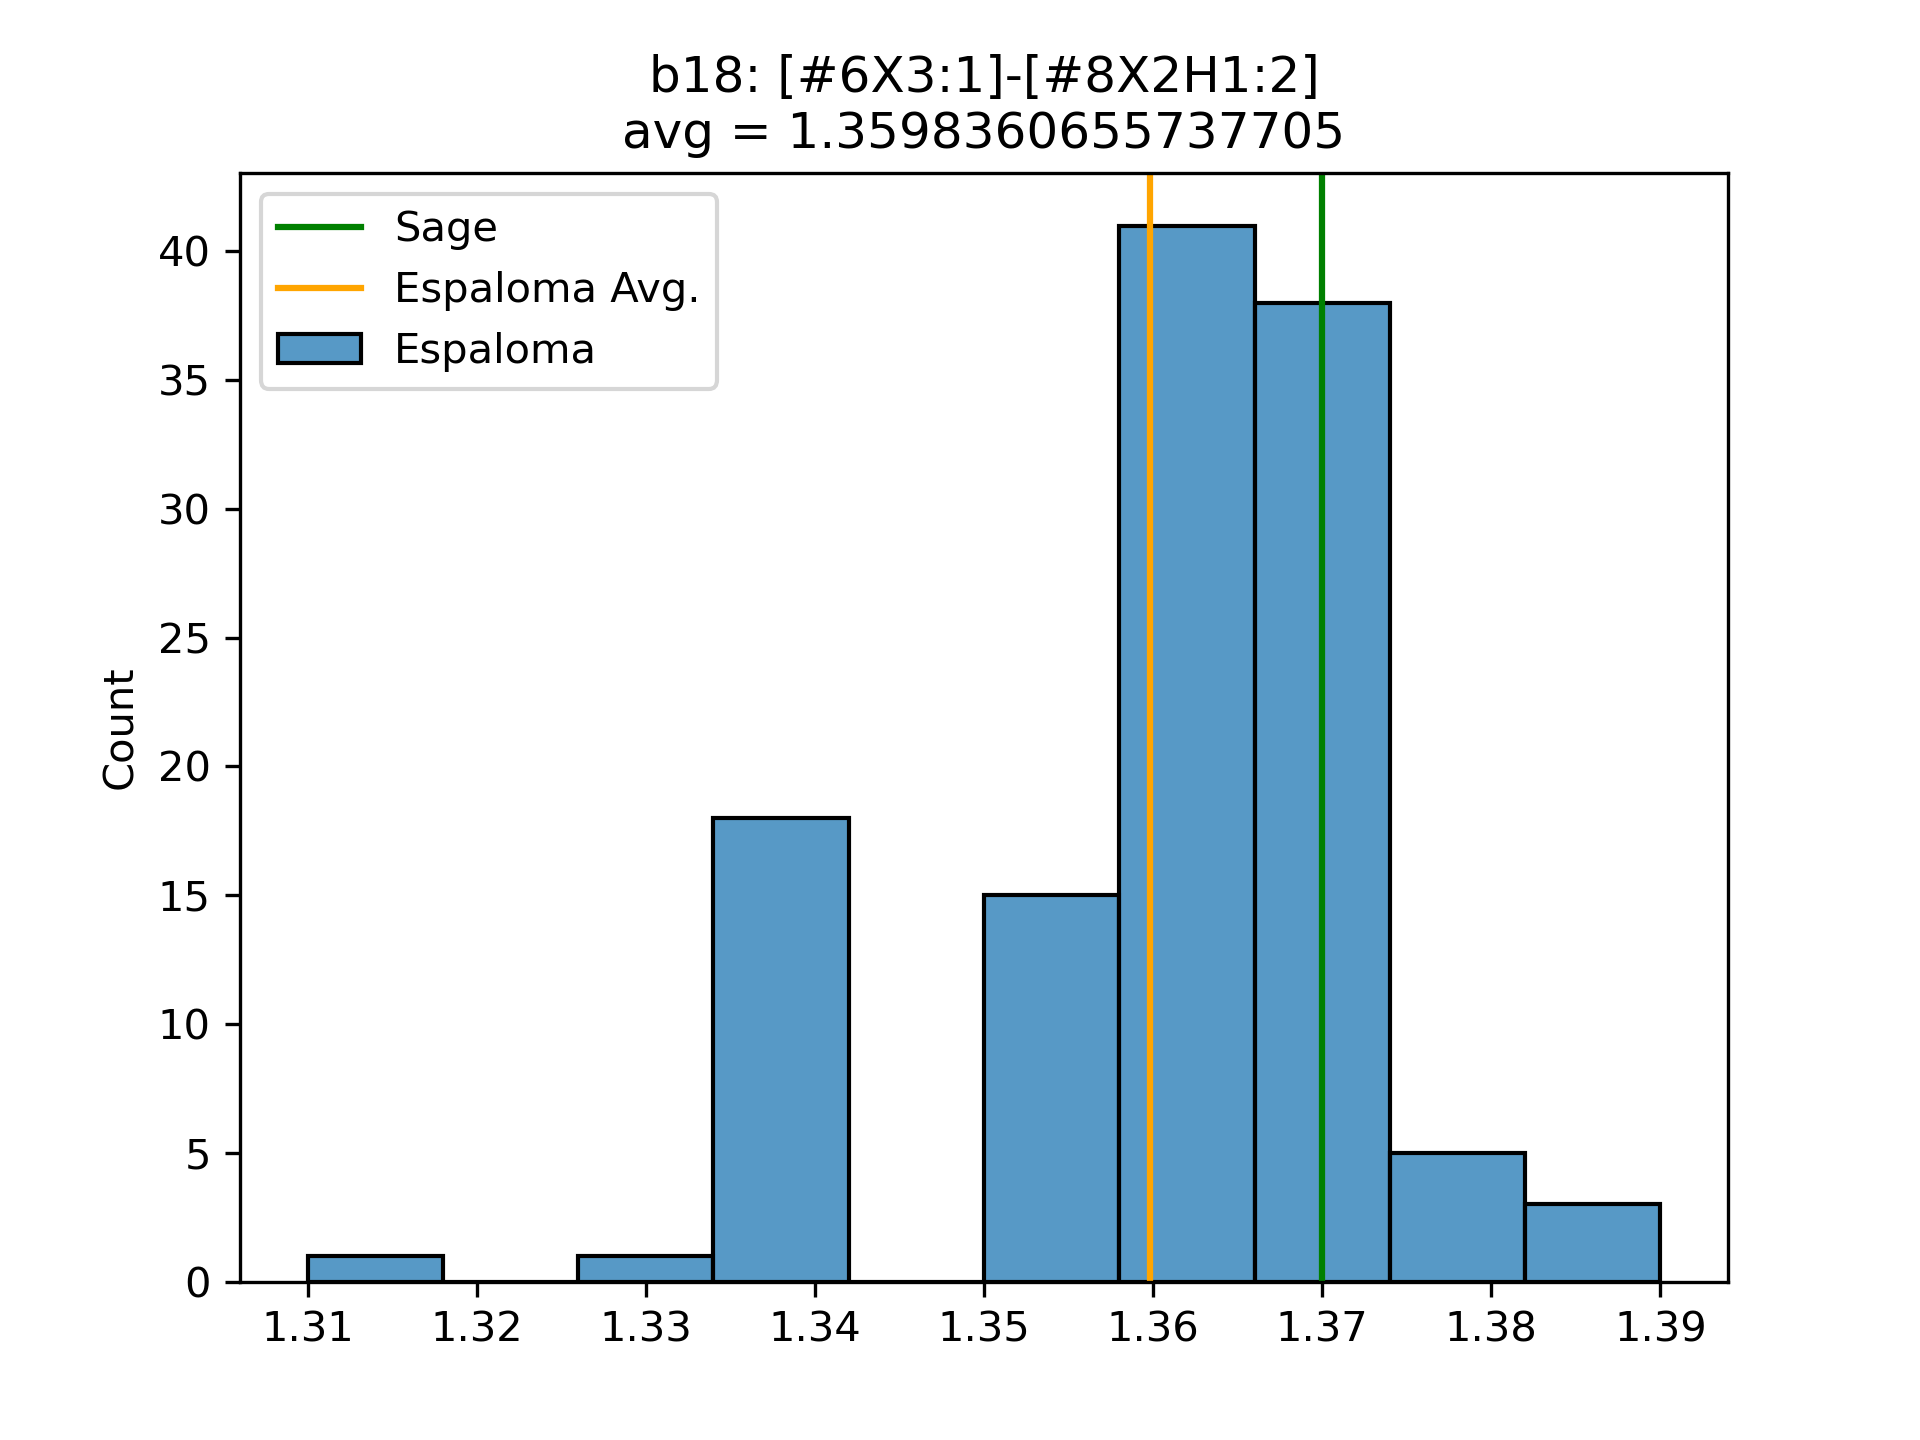 b18: [#6X3:1]-[#8X2H1:2]
avg = 1.3598360655737705
Sage
Espaloma Avg.
Espaloma
40
35
30
25
20
15
10
5
0
Count
1.31 1.32 1.33 1.34 1.35 1.36 1.37 1.38 1.39